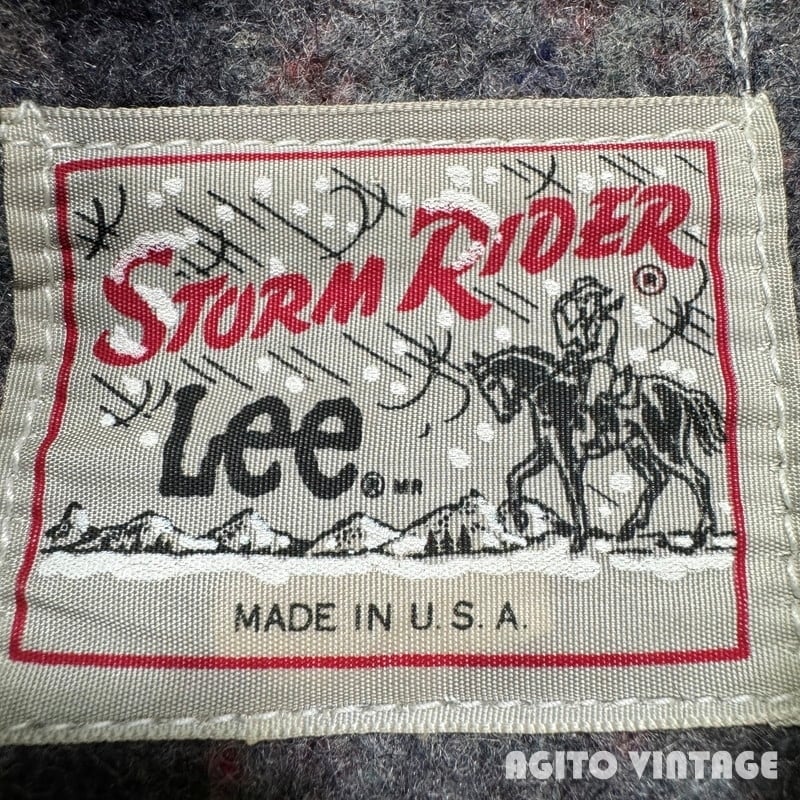 STORM RIDER ®
Lee ® MR
MADE IN U.S.A.
AGITO VINTAGE